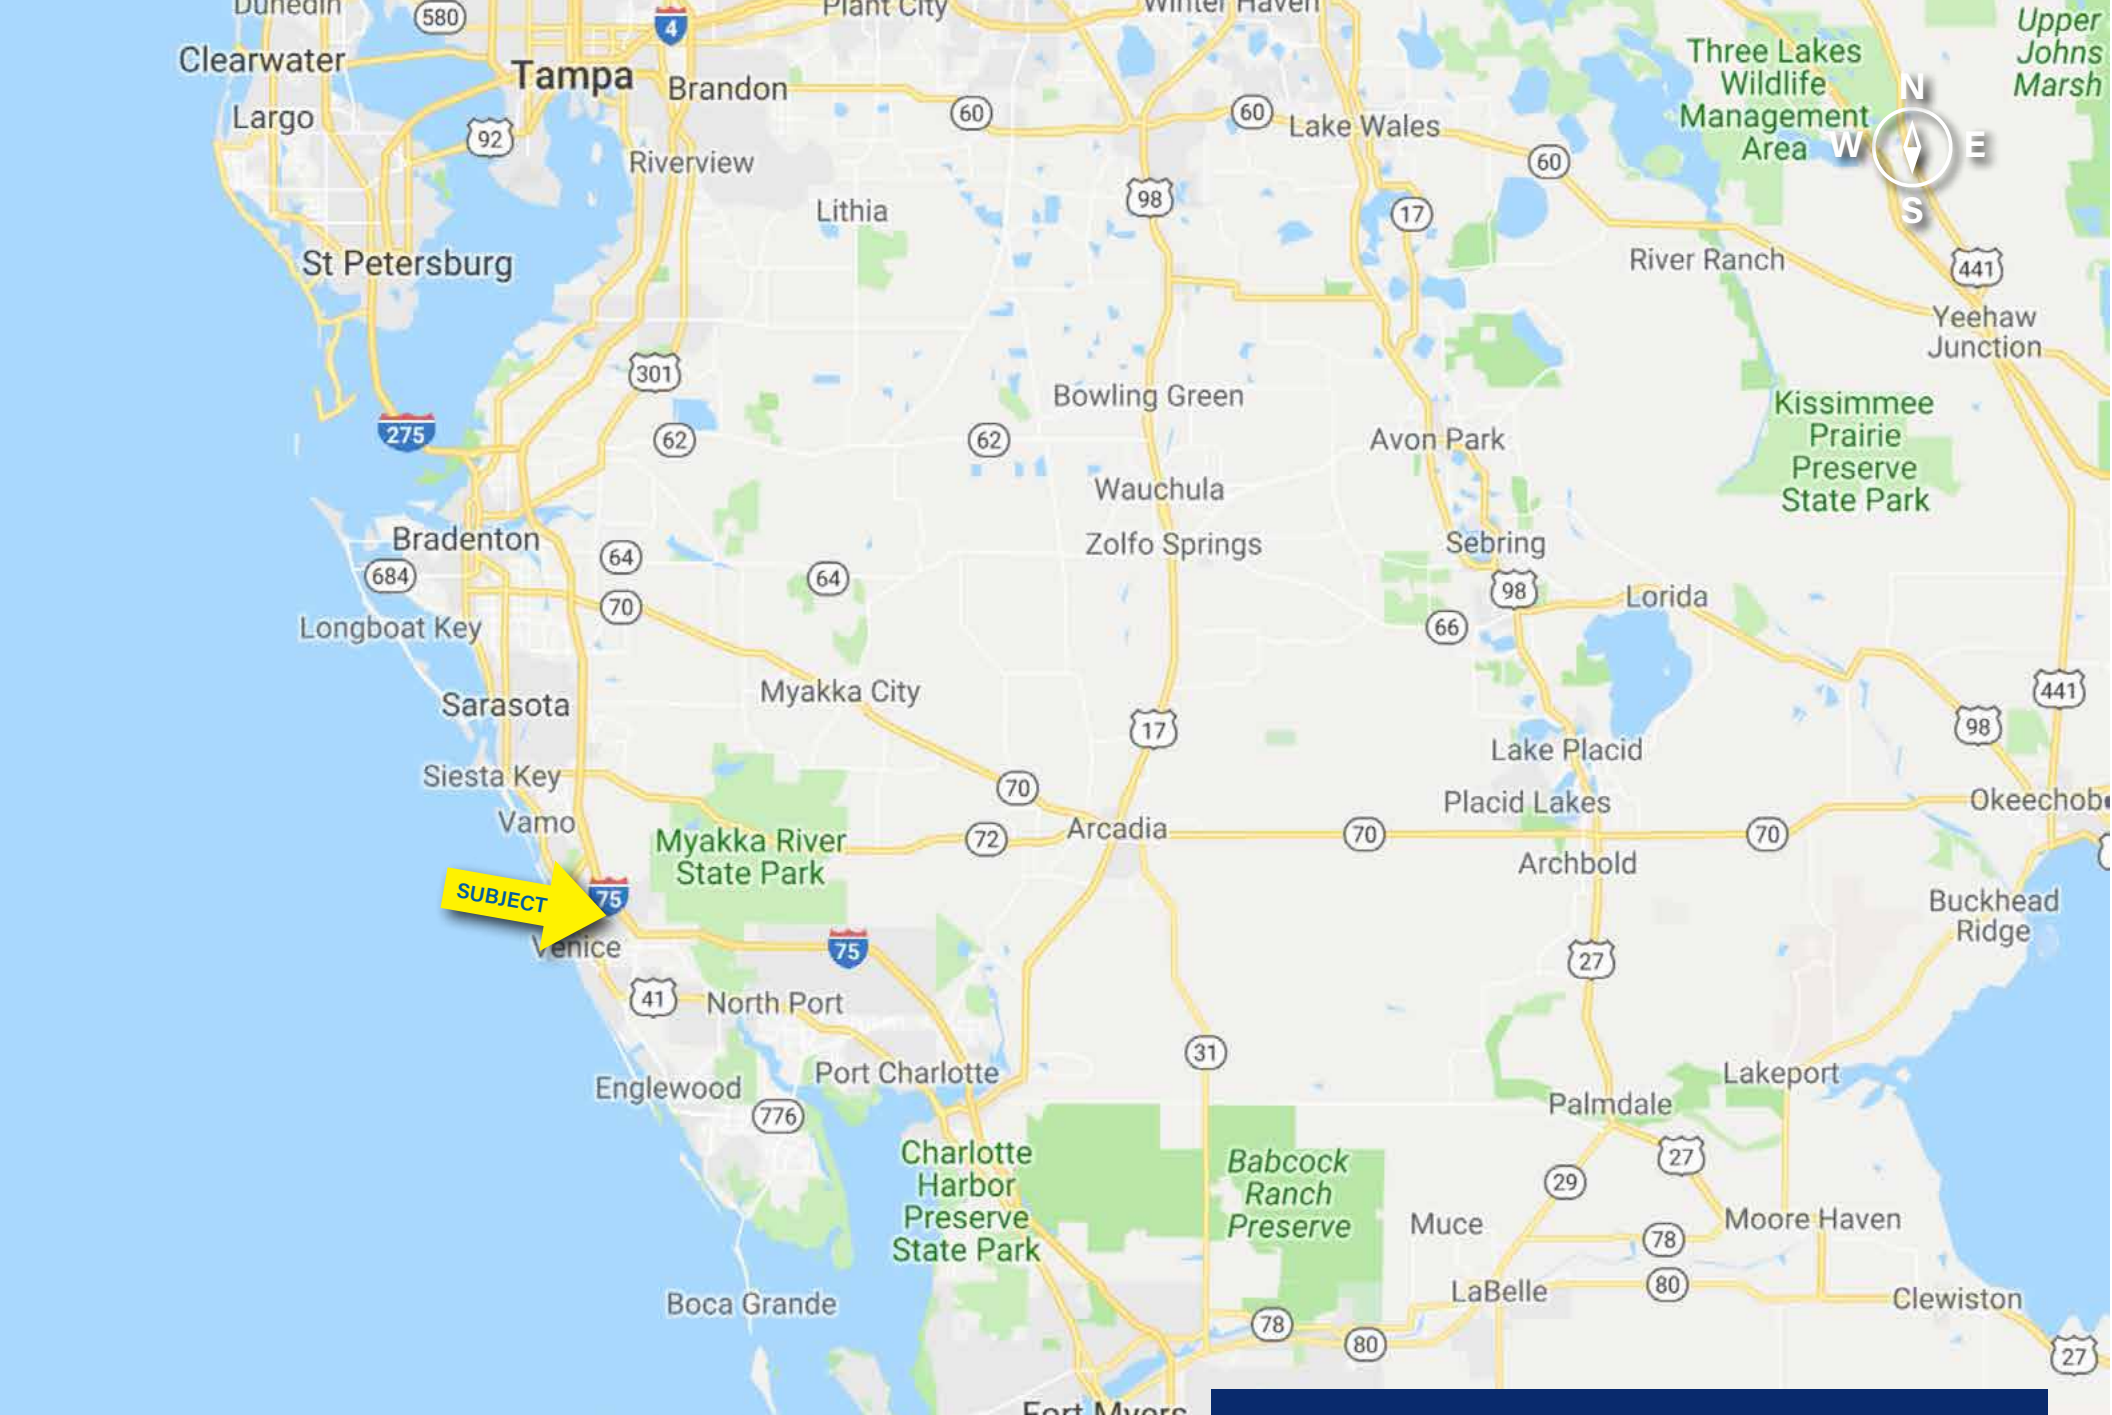 Dunedin
580
4
Plant City
Winter Haven
Upper
Johns
Marsh
Clearwater
Tampa
Brandon
Three Lakes
Wildlife
Management
Area
N
W
E
S
Largo
92
60
60
Lake Wales
60
Riverview
98
17
Lithia
St Petersburg
River Ranch
441
Yeehaw
Junction
301
Bowling Green
Kissimmee
Prairie
Preserve
State Park
275
62
62
Avon Park
Wauchula
Bradenton
64
64
Zolfo Springs
Sebring
684
70
98
Lorida
66
Longboat Key
Myakka City
Sarasota
17
441
98
Siesta Key
70
Lake Placid
Placid Lakes
Okeechob
Vamo
Myakka River
State Park
72
Arcadia
70
70
Archbold
SUBJECT
75
Buckhead
Ridge
Venice
75
27
41
North Port
31
Port Charlotte
Lakeport
Englewood
776
Palmdale
Charlotte
Harbor
Preserve
State Park
Babcock
Ranch
Preserve
27
29
Muce
Moore Haven
78
Boca Grande
LaBelle
80
Clewiston
78
80
27
Fort Myers